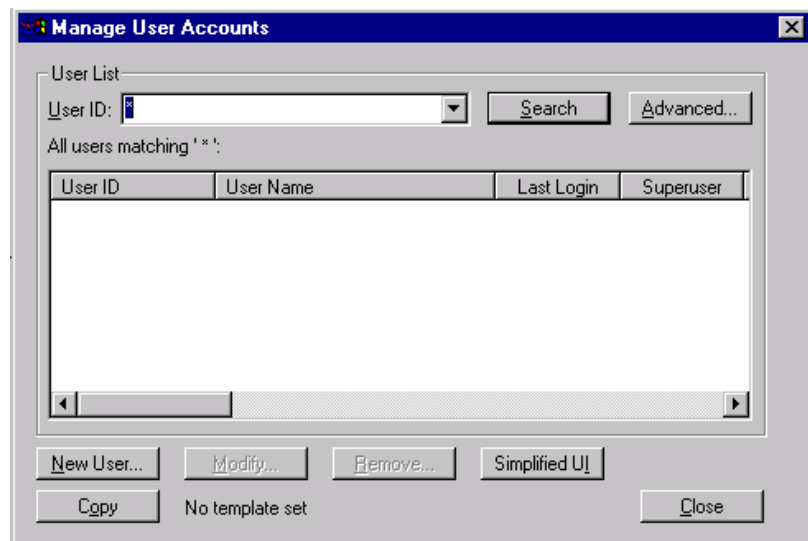 Manage User Accounts
User List
User ID: * Search Advanced...
All users matching ' * ':
User ID User Name Last Login Superuser
New User... Modify... Remove... Simplified UI
Copy No template set Close